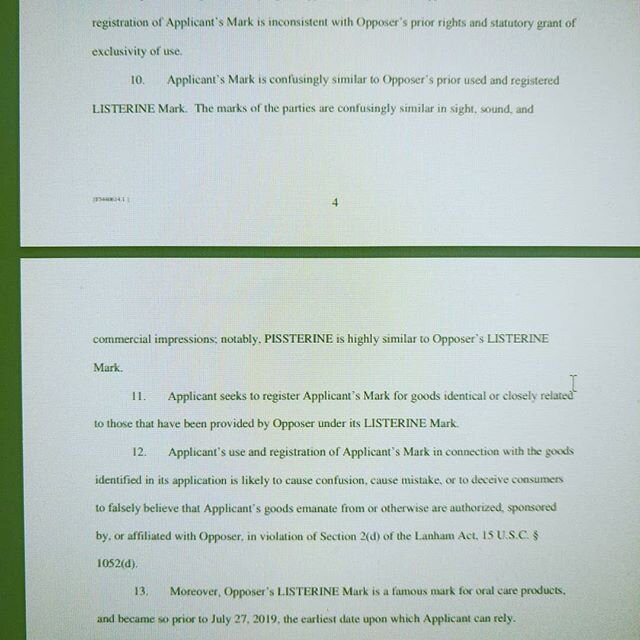 registration of Applicant's Mark is inconsistent with Opposer's prior rights and statutory grant of
exclusivity of use.
10. Applicant's Mark is confusingly similar to Opposer's prior used and registered
LISTERINE Mark. The marks of the parties are confusingly similar in sight, sound, and
4
commercial impressions; notably, PISSTERINE is highly similar to Opposer's LISTERINE
Mark.
11. Applicant seeks to register Applicant's Mark for goods identical or closely related
to those that have been provided by Opposer under its LISTERINE Mark.
12. Applicant's use and registration of Applicant's Mark in connection with the goods
identified in its application is likely to cause confusion, cause mistake, or to deceive consumers
to falsely believe that Applicant's goods emanate from or otherwise are authorized, sponsored
by, or affiliated with Opposer, in violation of Section 2(d) of the Lanham Act, 15 U.S.C. §
1052(d).
13. Moreover, Opposer's LISTERINE Mark is a famous mark for oral care products,
and became so prior to July 27, 2019, the earliest date upon which Applicant can rely.